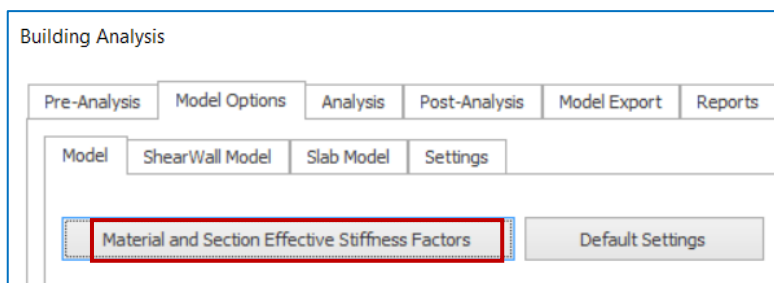 Building Analysis
Pre-Analysis Model Options Analysis Post-Analysis Model Export Reports
Model ShearWall Model Slab Model Settings
Material and Section Effective Stiffness Factors Default Settings